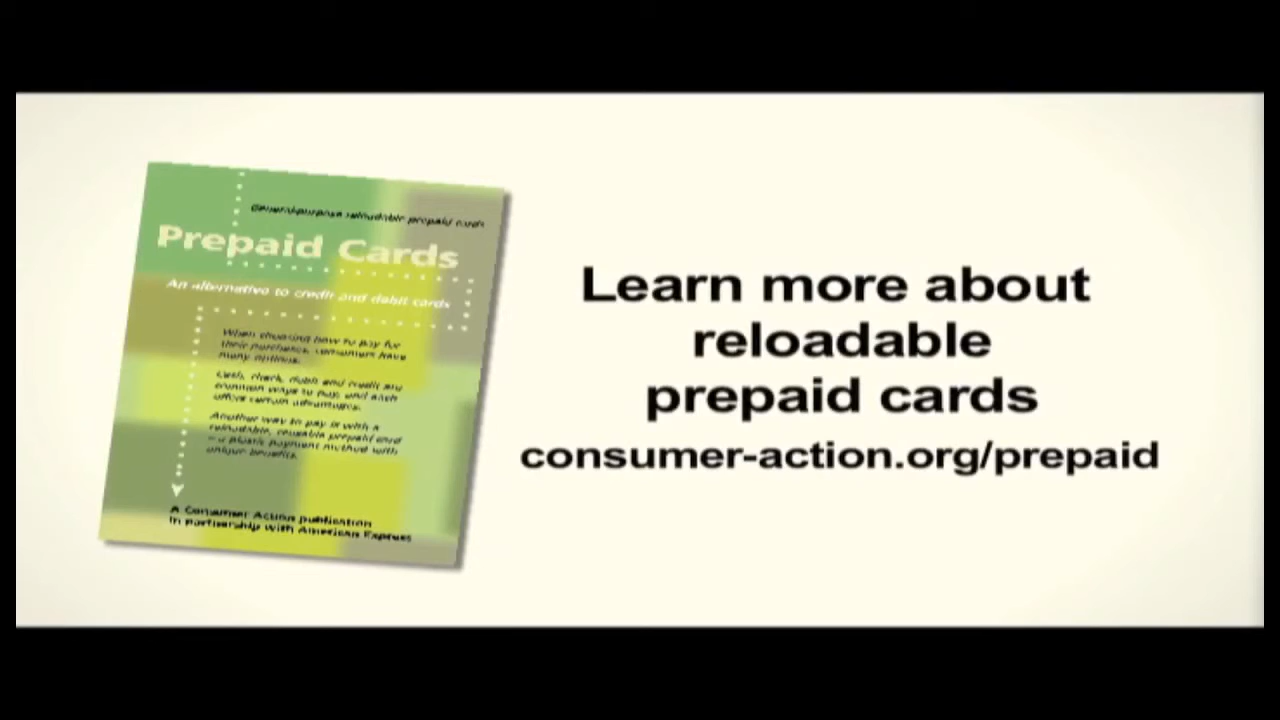 General-purpose reloadable prepaid cards
Prepaid Cards
An alternative to credit and debit cards
When choosing how to pay for
their purchases, consumers have
many options.
Cash, check, debit and credit are
common ways to pay, and each
offers certain advantages.
Another way to pay is with a
reloadable, reusable prepaid card
– a plastic payment method with
unique benefits.
A Consumer Action publication
In partnership with American Express
Learn more about
reloadable
prepaid cards
consumer-action.org/prepaid